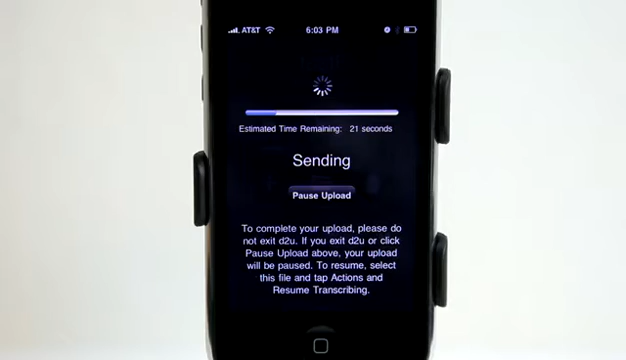 AT&T 6:03 PM
Estimated Time Remaining: 21 seconds
Sending
Pause Upload
To complete your upload, please do
not exit d2u. If you exit d2u or click
Pause Upload above, your upload
will be paused. To resume, select
this file and tap Actions and
Resume Transcribing.